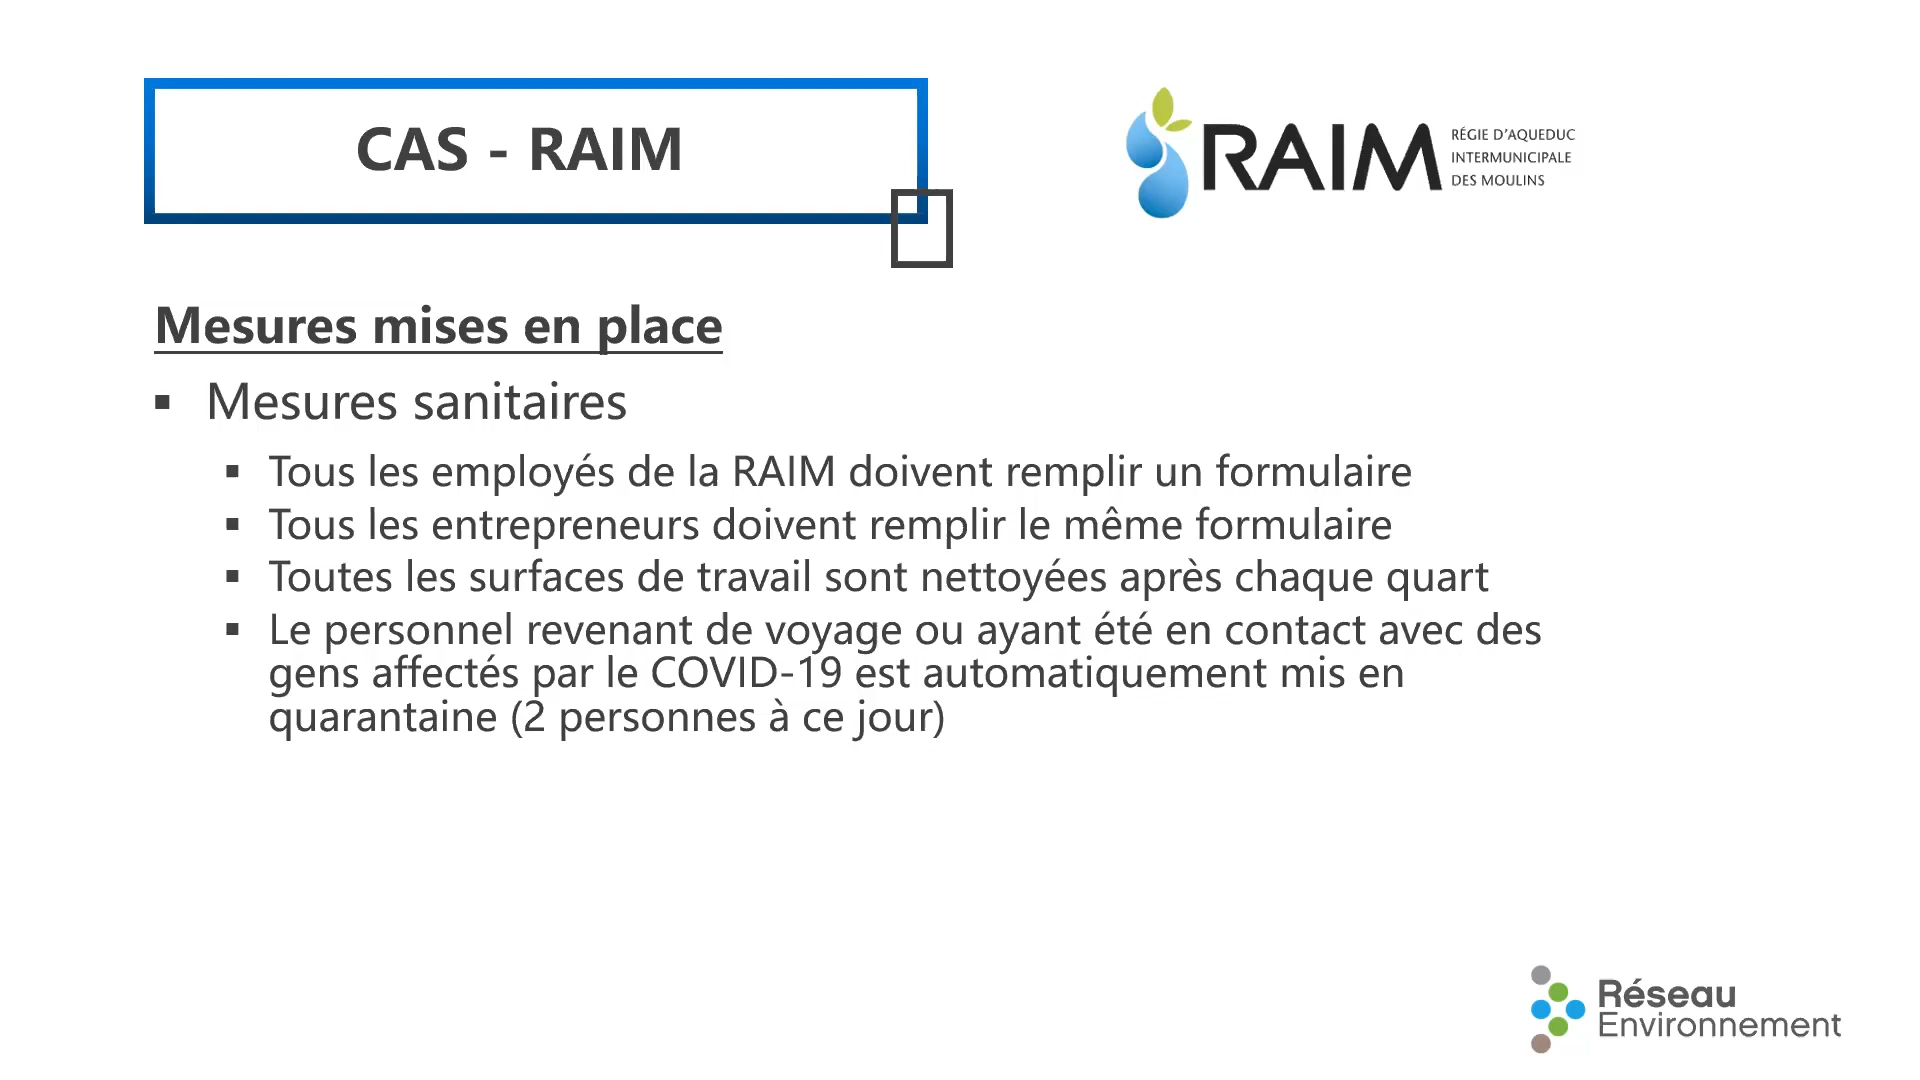 CAS - RAIM
RAIM
RÉGIE D'AQUEDUC
INTERMUNICIPALE
DES MOULINS
Mesures mises en place
▪ Mesures sanitaires
▪ Tous les employés de la RAIM doivent remplir un formulaire
▪ Tous les entrepreneurs doivent remplir le même formulaire
▪ Toutes les surfaces de travail sont nettoyées après chaque quart
▪ Le personnel revenant de voyage ou ayant été en contact avec des
gens affectés par le COVID-19 est automatiquement mis en
quarantaine (2 personnes à ce jour)
Réseau
Environnement